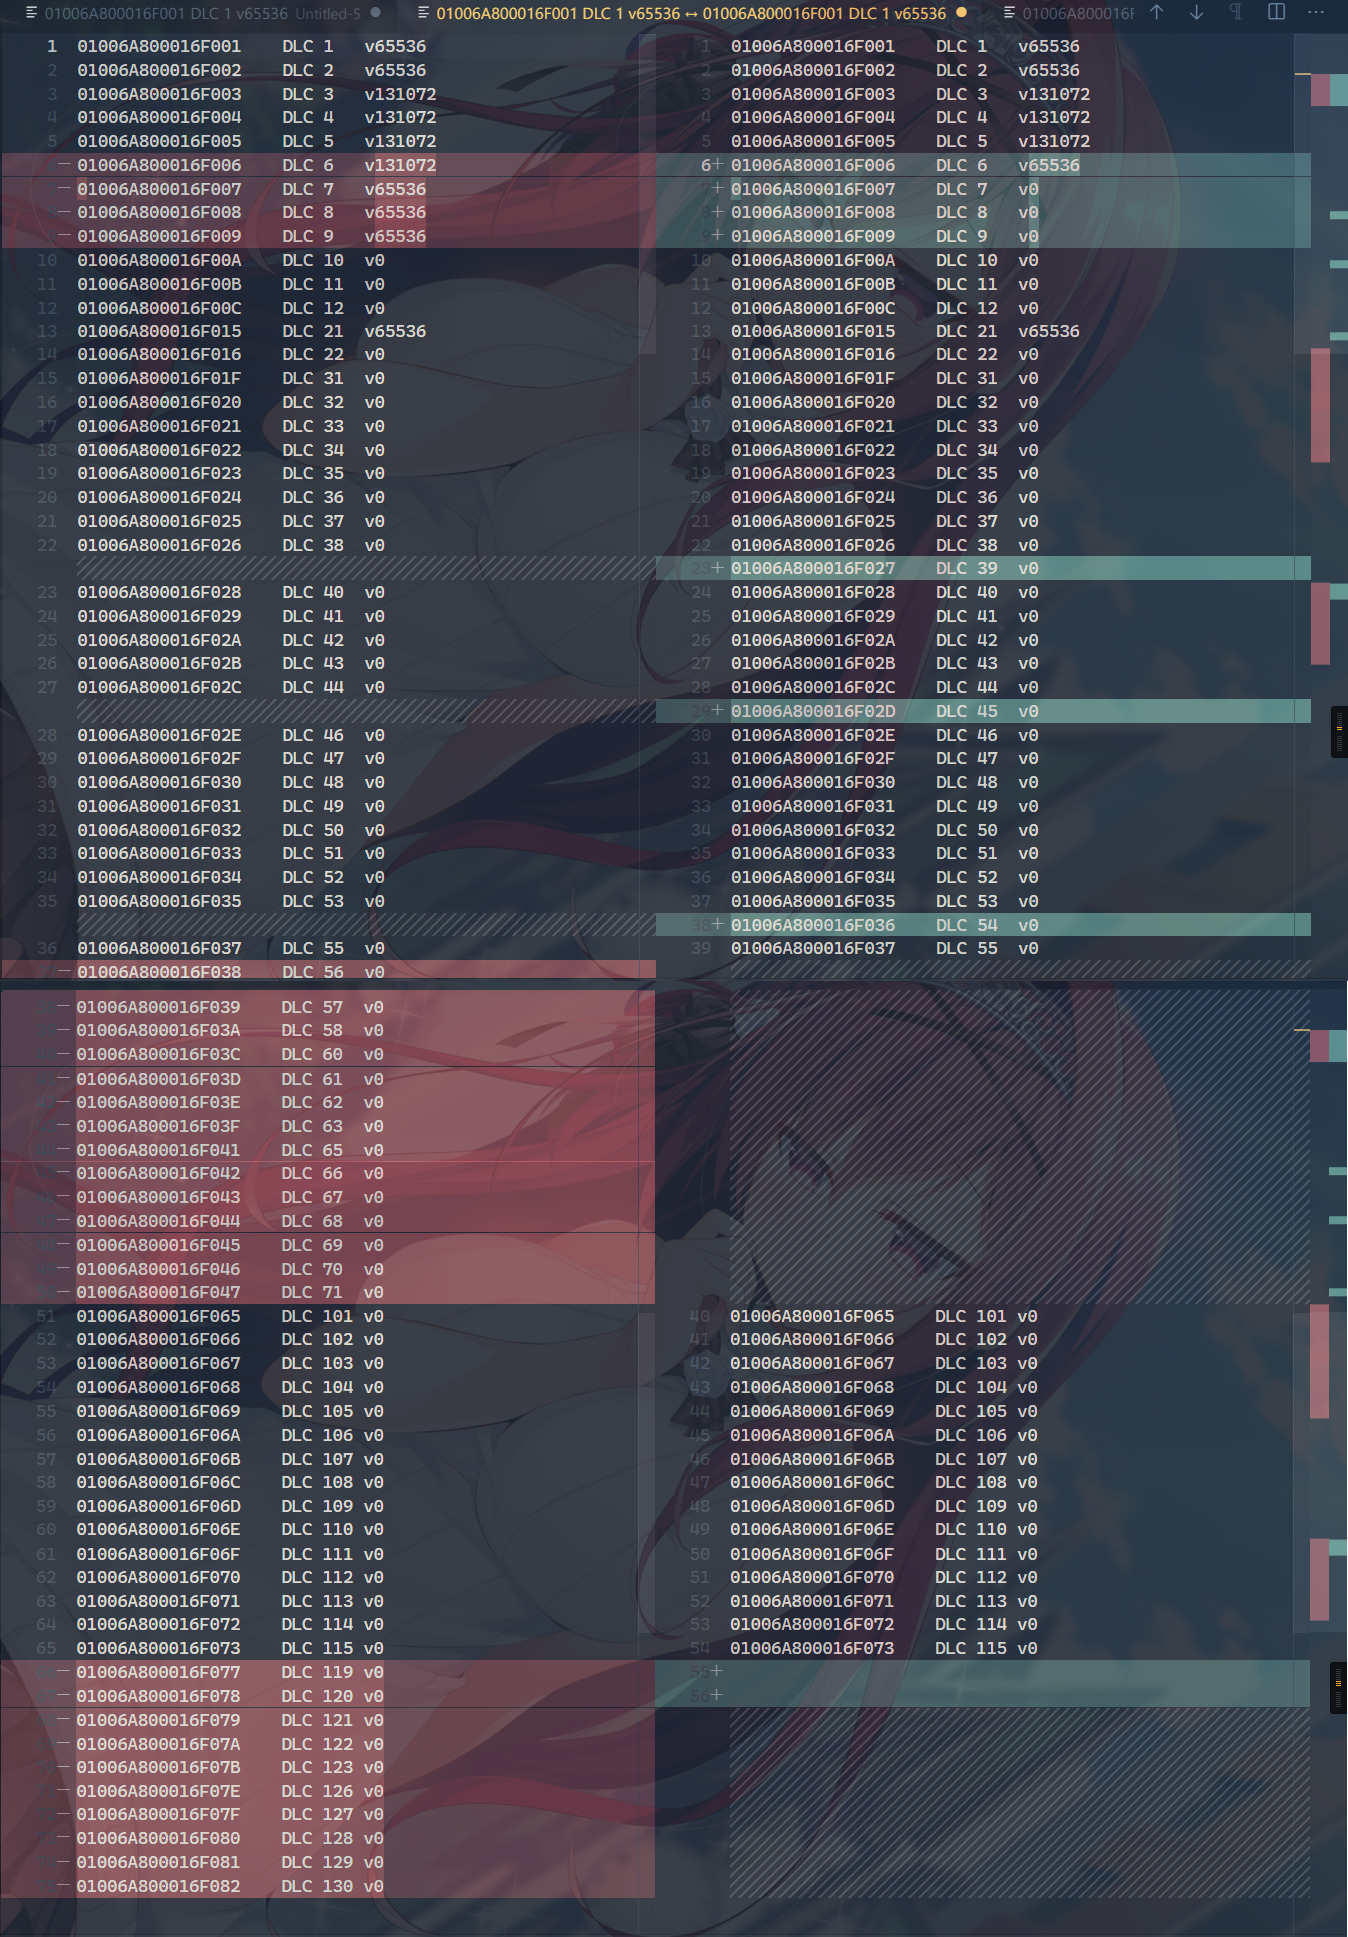 01006A800016F001 DLC 1 v65536 Untitled-5
01006A800016F001 DLC 1 v65536 ↔ 01006A800016F001 DLC 1 v65536
01006A800016F
1 01006A800016F001 DLC 1 v65536
2 01006A800016F002 DLC 2 v65536
3 01006A800016F003 DLC 3 v131072
4 01006A800016F004 DLC 4 v131072
5 01006A800016F005 DLC 5 v131072
— 01006A800016F006 DLC 6 v131072
— 01006A800016F007 DLC 7 v65536
— 01006A800016F008 DLC 8 v65536
— 01006A800016F009 DLC 9 v65536
10 01006A800016F00A DLC 10 v0
11 01006A800016F00B DLC 11 v0
12 01006A800016F00C DLC 12 v0
13 01006A800016F015 DLC 21 v65536
14 01006A800016F016 DLC 22 v0
15 01006A800016F01F DLC 31 v0
16 01006A800016F020 DLC 32 v0
17 01006A800016F021 DLC 33 v0
18 01006A800016F022 DLC 34 v0
19 01006A800016F023 DLC 35 v0
20 01006A800016F024 DLC 36 v0
21 01006A800016F025 DLC 37 v0
22 01006A800016F026 DLC 38 v0
23 01006A800016F028 DLC 40 v0
24 01006A800016F029 DLC 41 v0
25 01006A800016F02A DLC 42 v0
26 01006A800016F02B DLC 43 v0
27 01006A800016F02C DLC 44 v0
28 01006A800016F02E DLC 46 v0
29 01006A800016F02F DLC 47 v0
30 01006A800016F030 DLC 48 v0
31 01006A800016F031 DLC 49 v0
32 01006A800016F032 DLC 50 v0
33 01006A800016F033 DLC 51 v0
34 01006A800016F034 DLC 52 v0
35 01006A800016F035 DLC 53 v0
36 01006A800016F037 DLC 55 v0
— 01006A800016F038 DLC 56 v0
1 01006A800016F001 DLC 1 v65536
2 01006A800016F002 DLC 2 v65536
3 01006A800016F003 DLC 3 v131072
4 01006A800016F004 DLC 4 v131072
5 01006A800016F005 DLC 5 v131072
6+ 01006A800016F006 DLC 6 v65536
+ 01006A800016F007 DLC 7 v0
+ 01006A800016F008 DLC 8 v0
9+ 01006A800016F009 DLC 9 v0
10 01006A800016F00A DLC 10 v0
11 01006A800016F00B DLC 11 v0
12 01006A800016F00C DLC 12 v0
13 01006A800016F015 DLC 21 v65536
14 01006A800016F016 DLC 22 v0
15 01006A800016F01F DLC 31 v0
16 01006A800016F020 DLC 32 v0
17 01006A800016F021 DLC 33 v0
18 01006A800016F022 DLC 34 v0
19 01006A800016F023 DLC 35 v0
20 01006A800016F024 DLC 36 v0
21 01006A800016F025 DLC 37 v0
22 01006A800016F026 DLC 38 v0
23+ 01006A800016F027 DLC 39 v0
24 01006A800016F028 DLC 40 v0
25 01006A800016F029 DLC 41 v0
26 01006A800016F02A DLC 42 v0
27 01006A800016F02B DLC 43 v0
28 01006A800016F02C DLC 44 v0
29+ 01006A800016F02D DLC 45 v0
30 01006A800016F02E DLC 46 v0
31 01006A800016F02F DLC 47 v0
32 01006A800016F030 DLC 48 v0
33 01006A800016F031 DLC 49 v0
34 01006A800016F032 DLC 50 v0
35 01006A800016F033 DLC 51 v0
36 01006A800016F034 DLC 52 v0
37 01006A800016F035 DLC 53 v0
38+ 01006A800016F036 DLC 54 v0
39 01006A800016F037 DLC 55 v0
— 01006A800016F039 DLC 57 v0
— 01006A800016F03A DLC 58 v0
— 01006A800016F03C DLC 60 v0
— 01006A800016F03D DLC 61 v0
— 01006A800016F03E DLC 62 v0
— 01006A800016F03F DLC 63 v0
— 01006A800016F041 DLC 65 v0
— 01006A800016F042 DLC 66 v0
— 01006A800016F043 DLC 67 v0
— 01006A800016F044 DLC 68 v0
— 01006A800016F045 DLC 69 v0
— 01006A800016F046 DLC 70 v0
— 01006A800016F047 DLC 71 v0
51 01006A800016F065 DLC 101 v0
52 01006A800016F066 DLC 102 v0
53 01006A800016F067 DLC 103 v0
54 01006A800016F068 DLC 104 v0
55 01006A800016F069 DLC 105 v0
56 01006A800016F06A DLC 106 v0
57 01006A800016F06B DLC 107 v0
58 01006A800016F06C DLC 108 v0
59 01006A800016F06D DLC 109 v0
60 01006A800016F06E DLC 110 v0
61 01006A800016F06F DLC 111 v0
62 01006A800016F070 DLC 112 v0
63 01006A800016F071 DLC 113 v0
64 01006A800016F072 DLC 114 v0
65 01006A800016F073 DLC 115 v0
— 01006A800016F077 DLC 119 v0
— 01006A800016F078 DLC 120 v0
— 01006A800016F079 DLC 121 v0
— 01006A800016F07A DLC 122 v0
— 01006A800016F07B DLC 123 v0
— 01006A800016F07E DLC 126 v0
— 01006A800016F07F DLC 127 v0
— 01006A800016F080 DLC 128 v0
— 01006A800016F081 DLC 129 v0
— 01006A800016F082 DLC 130 v0
40 01006A800016F065 DLC 101 v0
41 01006A800016F066 DLC 102 v0
42 01006A800016F067 DLC 103 v0
43 01006A800016F068 DLC 104 v0
44 01006A800016F069 DLC 105 v0
45 01006A800016F06A DLC 106 v0
46 01006A800016F06B DLC 107 v0
47 01006A800016F06C DLC 108 v0
48 01006A800016F06D DLC 109 v0
49 01006A800016F06E DLC 110 v0
50 01006A800016F06F DLC 111 v0
51 01006A800016F070 DLC 112 v0
52 01006A800016F071 DLC 113 v0
53 01006A800016F072 DLC 114 v0
54 01006A800016F073 DLC 115 v0
55+
56+